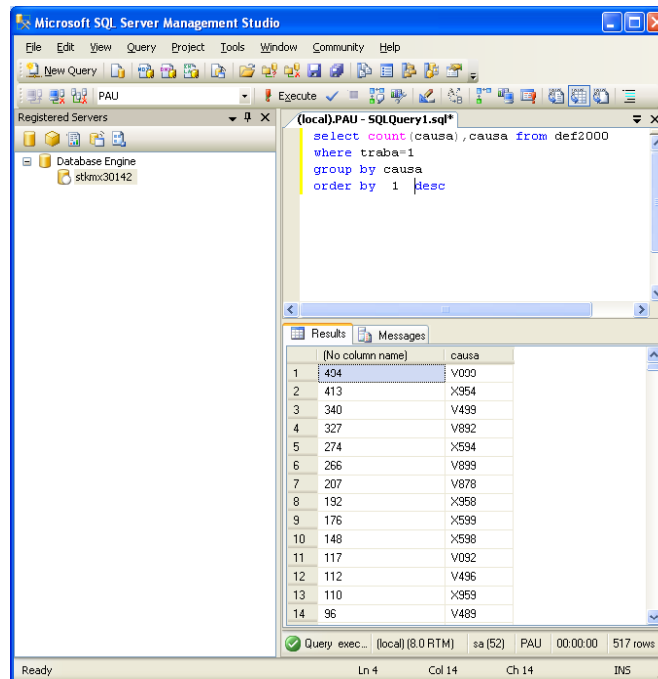 Microsoft SQL Server Management Studio
File Edit View Query Project Tools Window Community Help
New Query
PAU Execute
Registered Servers
Database Engine
stkmx30142
(local).PAU - SQLQuery1.sql*
select count(causa),causa from def2000
where traba=1
group by causa
order by 1 desc
Results Messages
(No column name) causa
1 494 V099
2 413 X954
3 340 V499
4 327 V892
5 274 X594
6 266 V899
7 207 V878
8 192 X958
9 176 X599
10 148 X598
11 117 V092
12 112 V496
13 110 X959
14 96 V489
Query exec... (local) (8.0 RTM) sa (52) PAU 00:00:00 517 rows
Ready Ln 4 Col 14 Ch 14 INS